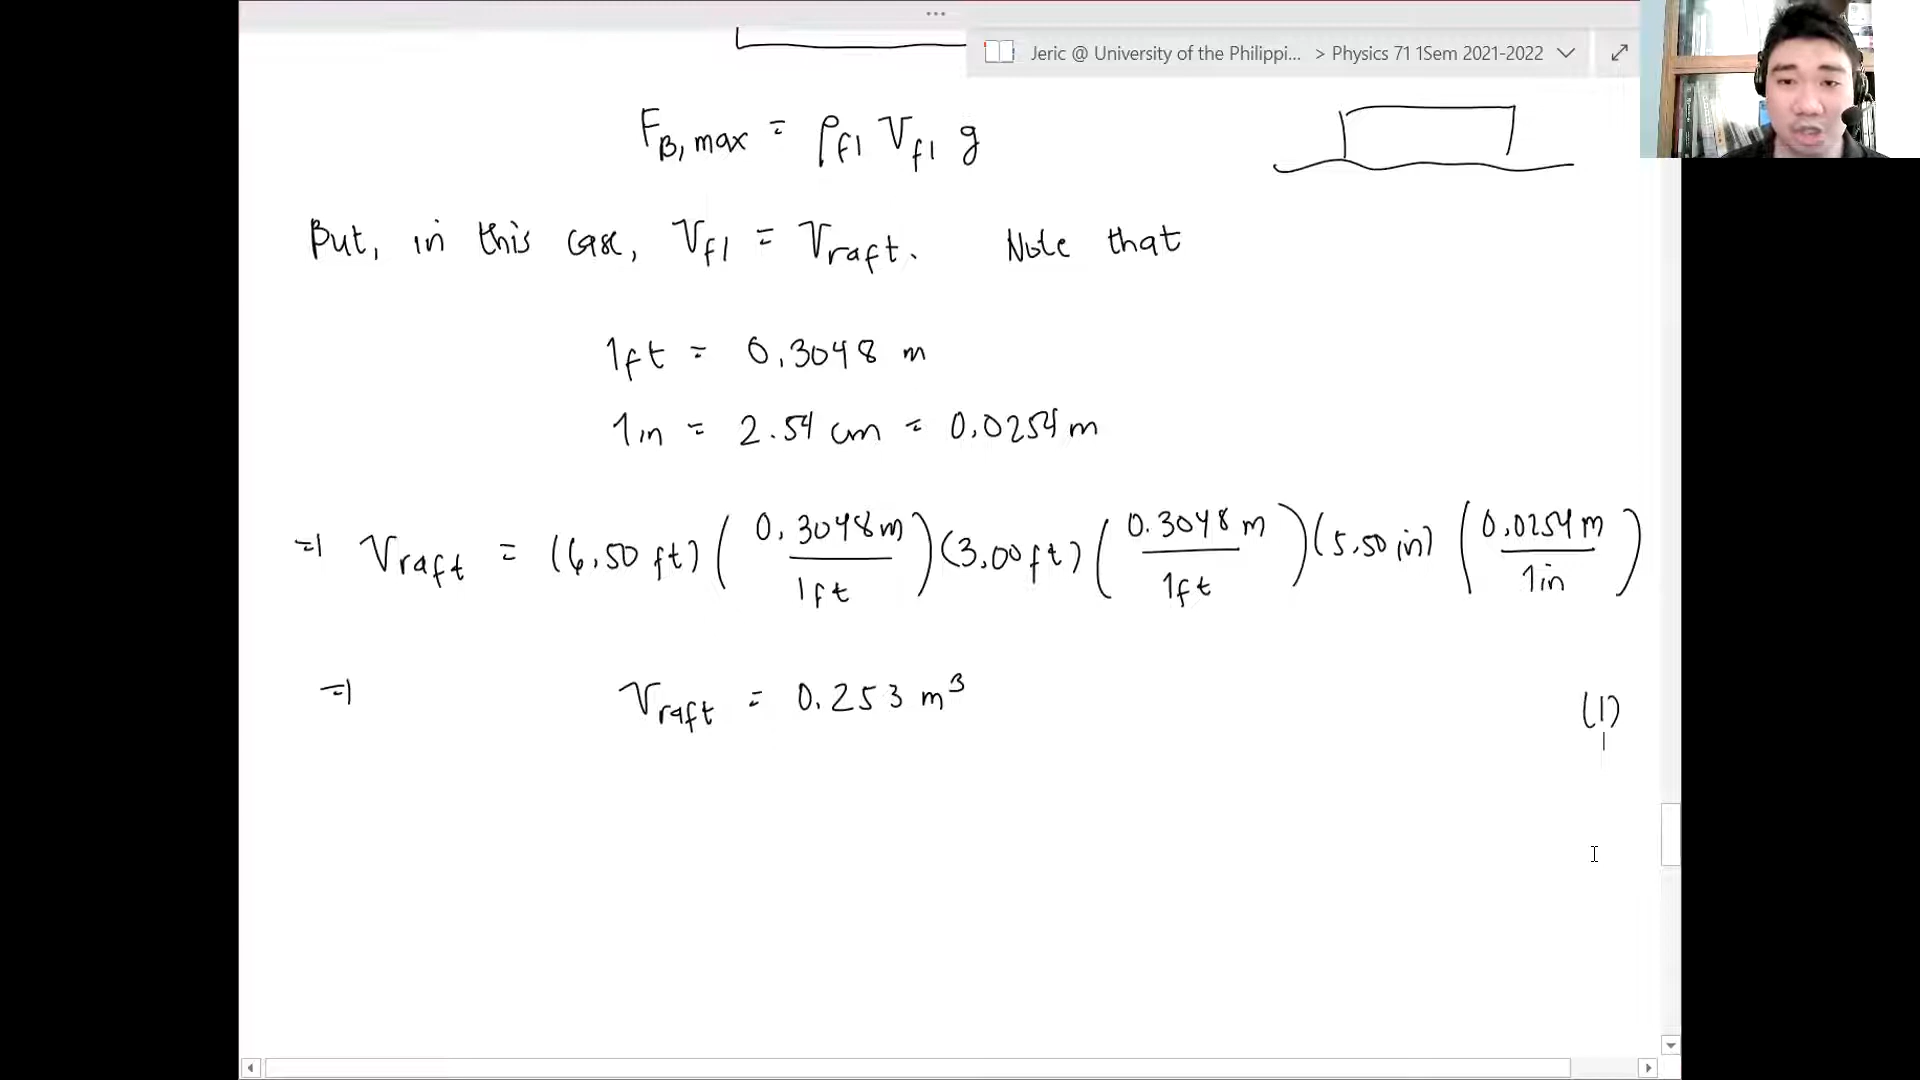 ...
Jeric @ University of the Philippi... > Physics 71 1Sem 2021-2022
F_B, max = ρ_fl V_fl g
But, in this case, V_fl = V_raft. Note that
1ft = 0.3048 m
1in = 2.54 cm = 0.0254 m
⇒ V_raft = (6.50 ft) (0.3048 m / 1ft) (3.00 ft) (0.3048 m / 1ft) (5.50 in) (0.0254 m / 1in)
⇒ V_raft = 0.253 m³ (1)